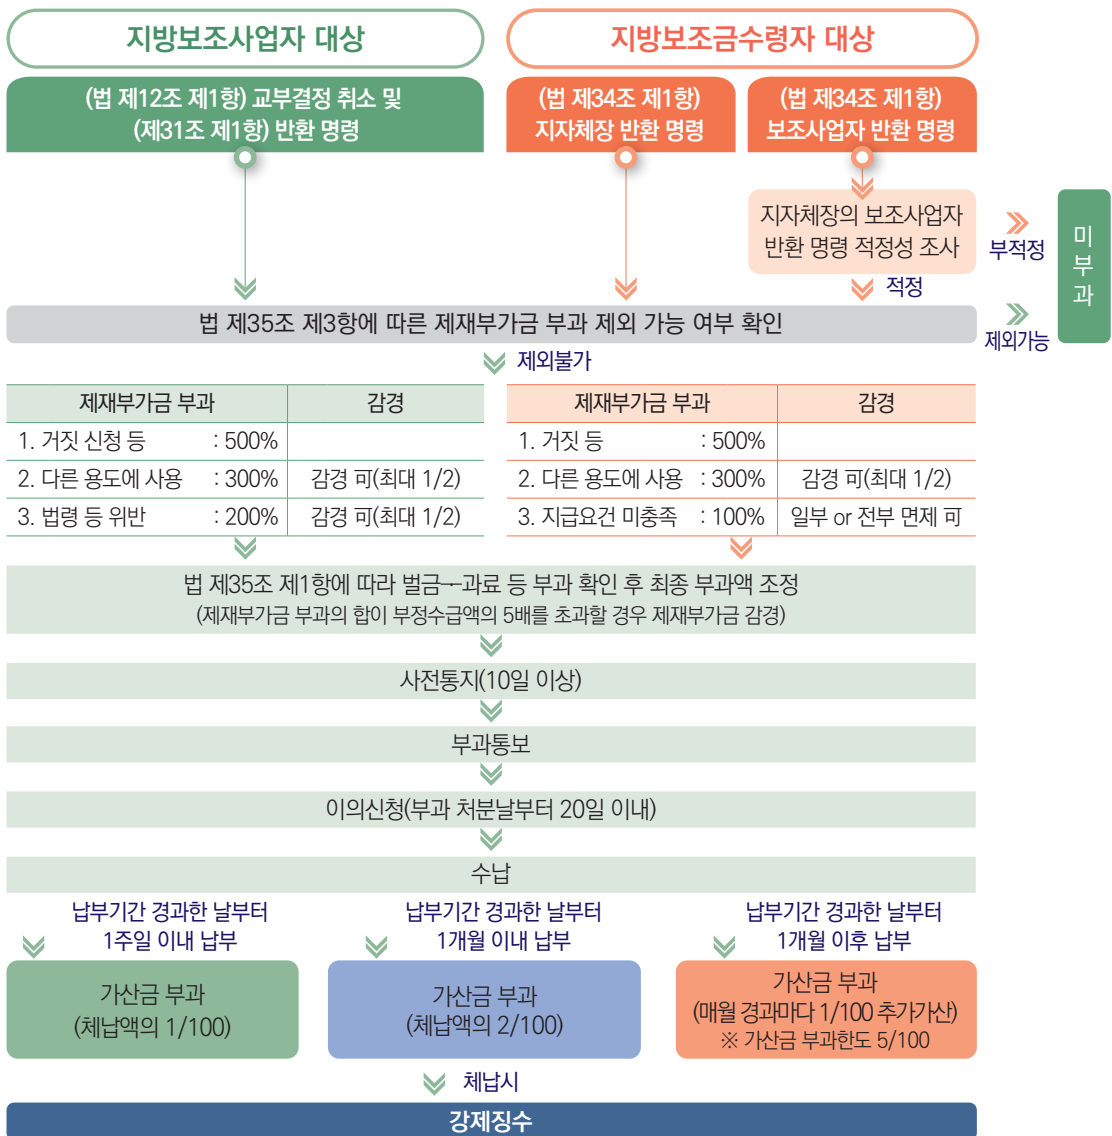 지방보조사업자 대상
지방보조금수령자 대상
(법 제12조 제1항) 교부결정 취소 및
(제31조 제1항) 반환 명령
(법 제34조 제1항)
지자체장 반환 명령
(법 제34조 제1항)
보조사업자 반환 명령
지자체장의 보조사업자
반환 명령 적정성 조사
부적정
미부과
적정
법 제35조 제3항에 따른 제재부가금 부과 제외 가능 여부 확인
제외가능
제외불가
제재부가금 부과 감경
1. 거짓 신청 등 : 500%
2. 다른 용도에 사용 : 300% 감경 可(최대 1/2)
3. 법령 등 위반 : 200% 감경 可(최대 1/2)
제재부가금 부과 감경
1. 거짓 등 : 500%
2. 다른 용도에 사용 : 300% 감경 可(최대 1/2)
3. 지급요건 미충족 : 100% 일부 or 전부 면제 可
법 제35조 제1항에 따라 벌금―과료 등 부과 확인 후 최종 부과액 조정
(제재부가금 부과의 합이 부정수급액의 5배를 초과할 경우 제재부가금 감경)
사전통지(10일 이상)
부과통보
이의신청(부과 처분날부터 20일 이내)
수납
납부기간 경과한 날부터
1주일 이내 납부
납부기간 경과한 날부터
1개월 이내 납부
납부기간 경과한 날부터
1개월 이후 납부
가산금 부과
(체납액의 1/100)
가산금 부과
(체납액의 2/100)
가산금 부과
(매월 경과마다 1/100 추가가산)
※ 가산금 부과한도 5/100
체납시
강제징수